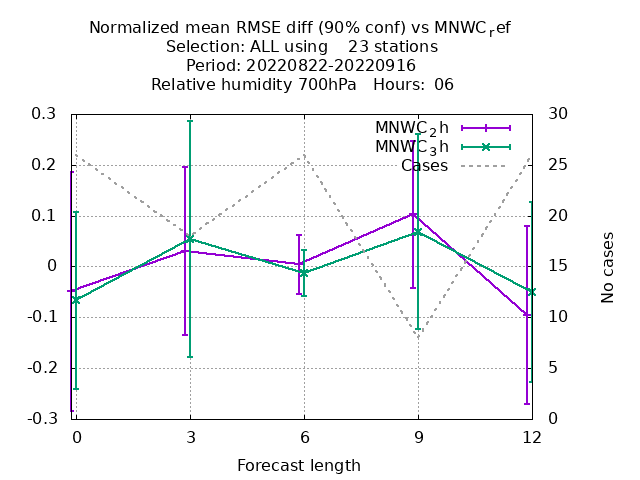 Normalized mean RMSE diff (90% conf) vs MNWC_ref
Selection: ALL using 23 stations
Period: 20220822-20220916
Relative humidity 700hPa Hours: 06
MNWC_2h
MNWC_3h
Cases
0.3
0.2
0.1
0
-0.1
-0.2
-0.3
30
25
20
15
10
5
0
No cases
0 3 6 9 12
Forecast length